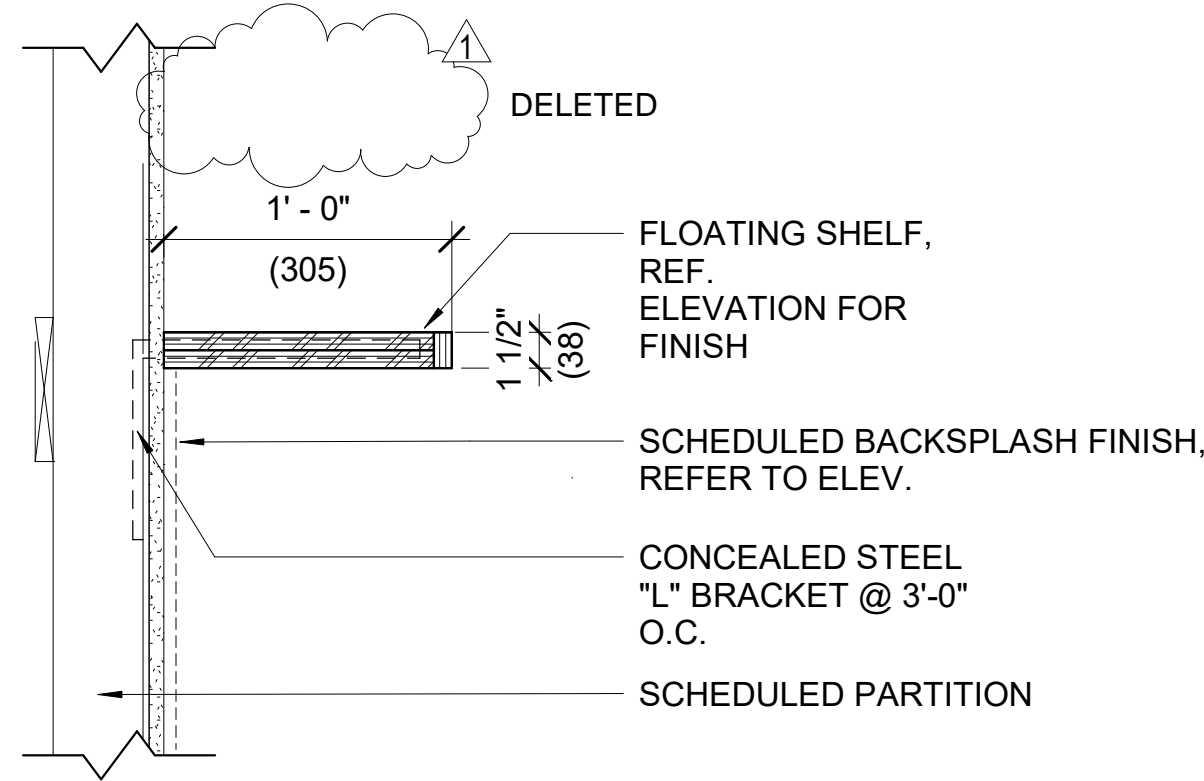 1
DELETED
1' - 0"
(305)
FLOATING SHELF,
REF.
ELEVATION FOR
FINISH
1 1/2"
(38)
SCHEDULED BACKSPLASH FINISH,
REFER TO ELEV.
CONCEALED STEEL
"L" BRACKET @ 3'-0"
O.C.
SCHEDULED PARTITION